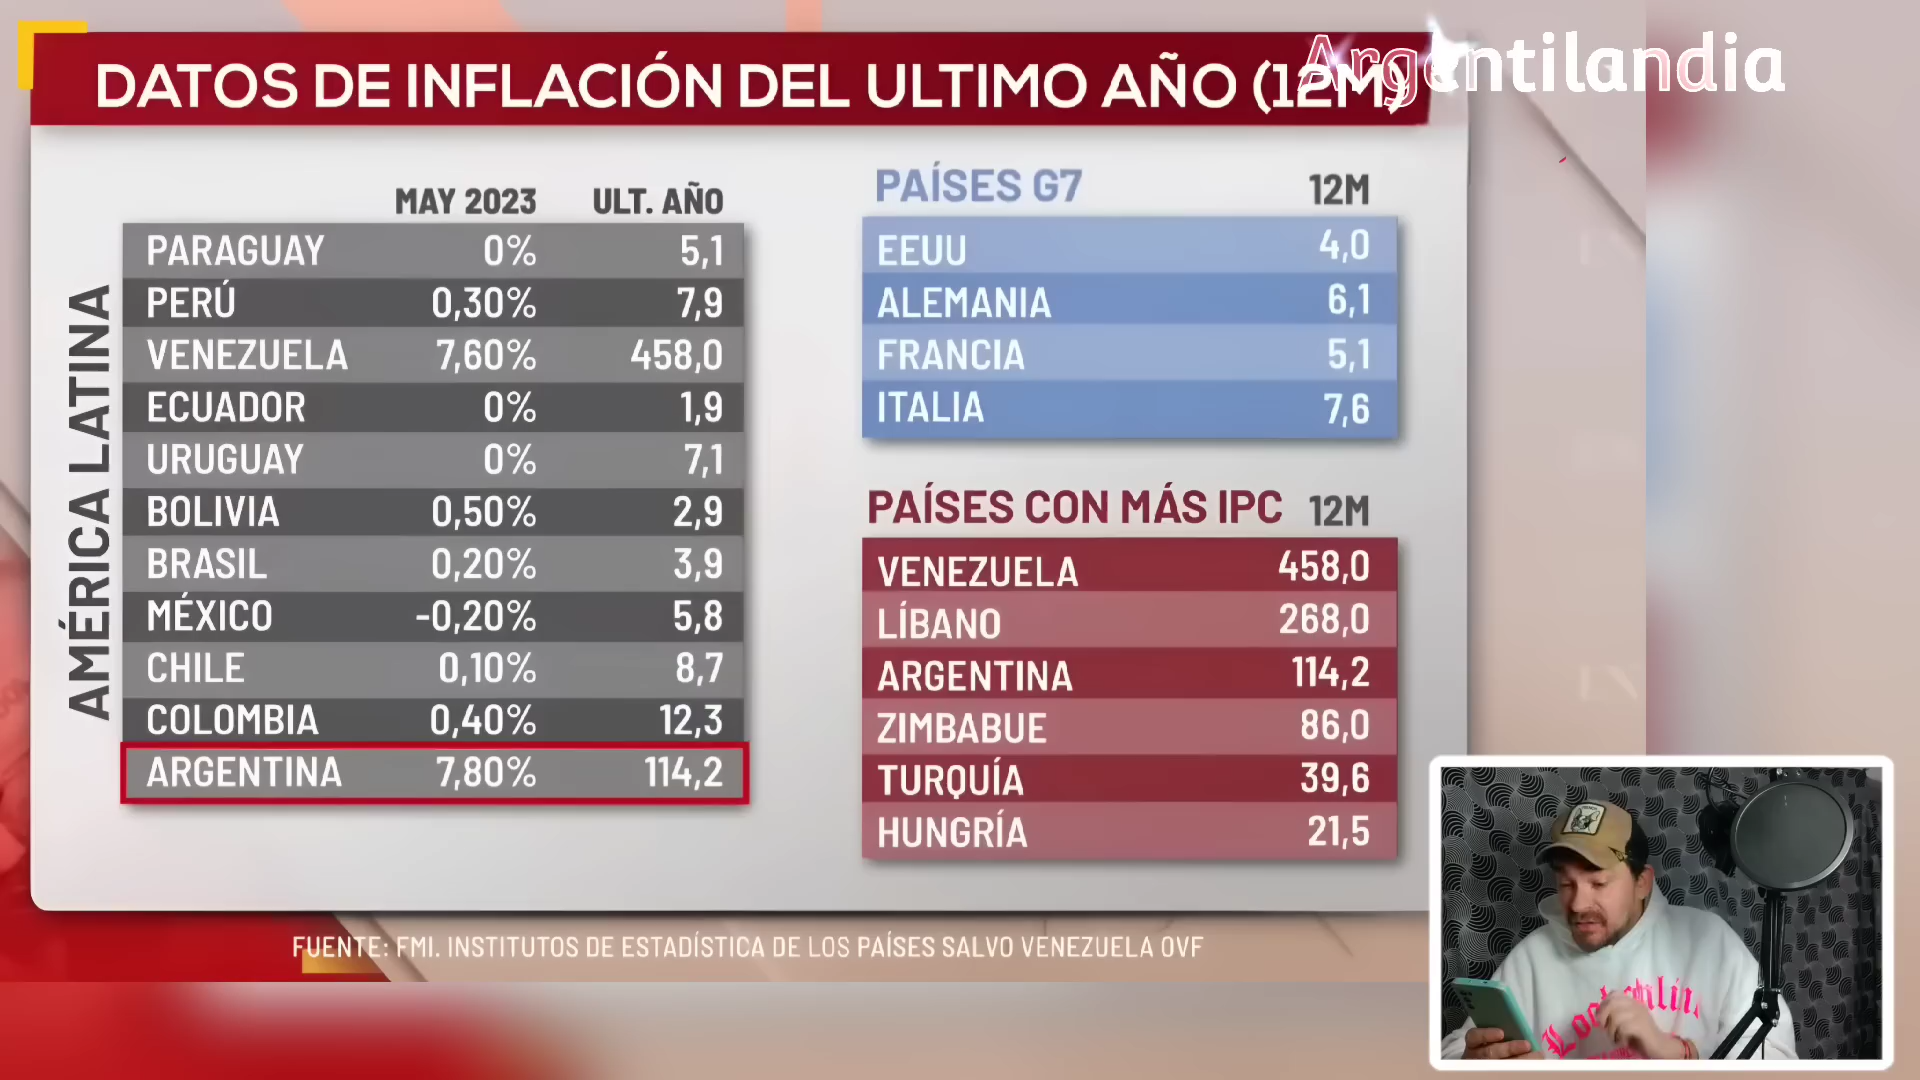 Argentilandia
DATOS DE INFLACIÓN DEL ULTIMO AÑO (12M)
AMÉRICA LATINA
MAY 2023 ULT. AÑO
PARAGUAY 0% 5,1
PERÚ 0,30% 7,9
VENEZUELA 7,60% 458,0
ECUADOR 0% 1,9
URUGUAY 0% 7,1
BOLIVIA 0,50% 2,9
BRASIL 0,20% 3,9
MÉXICO -0,20% 5,8
CHILE 0,10% 8,7
COLOMBIA 0,40% 12,3
ARGENTINA 7,80% 114,2
PAÍSES G7 12M
EEUU 4,0
ALEMANIA 6,1
FRANCIA 5,1
ITALIA 7,6
PAÍSES CON MÁS IPC 12M
VENEZUELA 458,0
LÍBANO 268,0
ARGENTINA 114,2
ZIMBABUE 86,0
TURQUÍA 39,6
HUNGRÍA 21,5
FUENTE: FMI. INSTITUTOS DE ESTADÍSTICA DE LOS PAÍSES SALVO VENEZUELA OVF